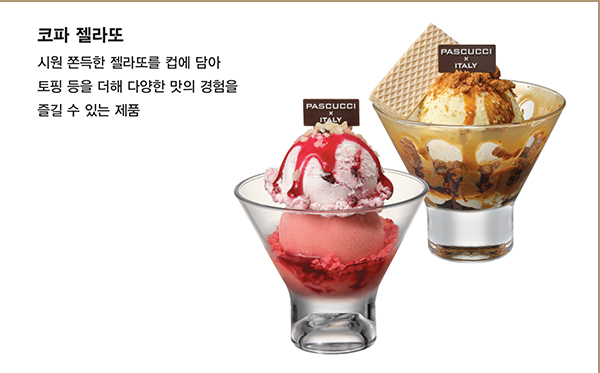 코파 젤라또
시원 쫀득한 젤라또를 컵에 담아
토핑 등을 더해 다양한 맛의 경험을
즐길 수 있는 제품
PASCUCCI
x
ITALY
PASCUCCI
x
ITALY